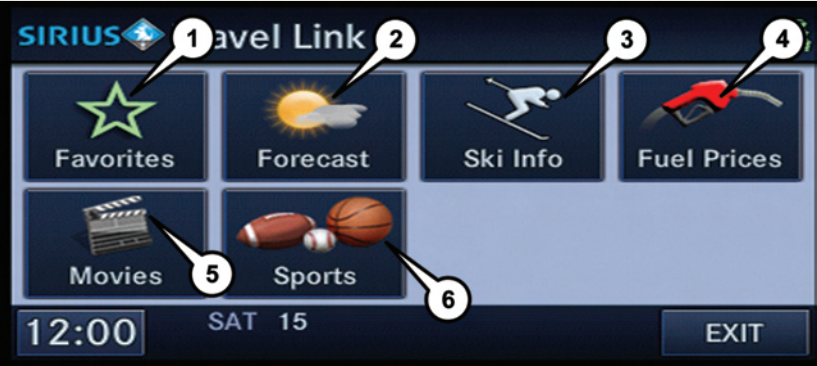 SIRIUS avel Link
1 2 3 4
Favorites Forecast Ski Info Fuel Prices
Movies Sports
5 6
12:00 SAT 15 EXIT